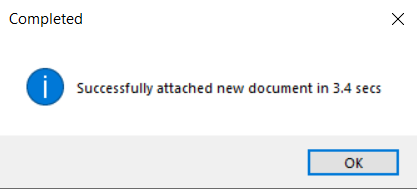 Completed
Successfully attached new document in 3.4 secs
OK